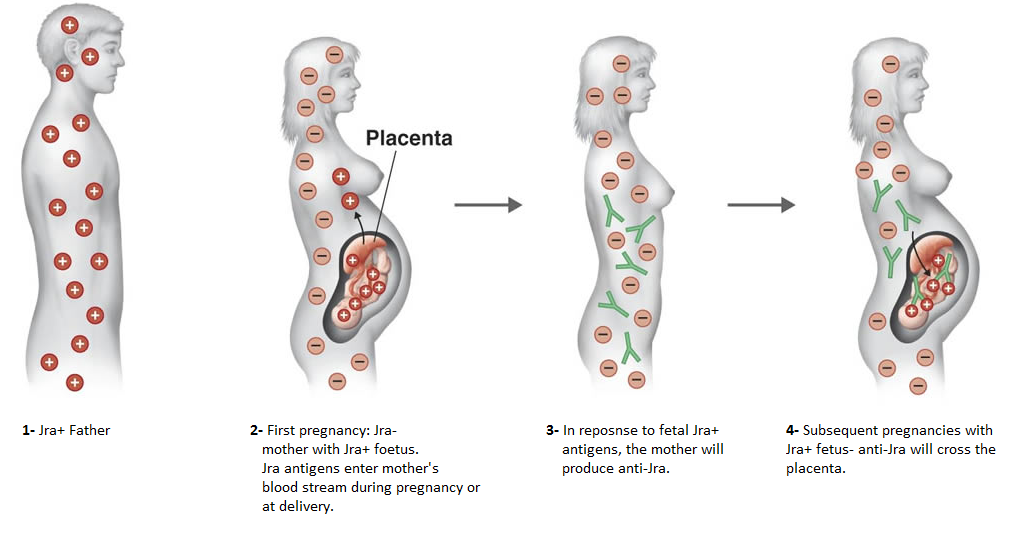 Placenta
1- Jra+ Father
2- First pregnancy: Jra-
mother with Jra+ foetus.
Jra antigens enter mother's
blood stream during pregnancy or
at delivery.
3- In reposnse to fetal Jra+
antigens, the mother will
produce anti-Jra.
4- Subsequent pregnancies with
Jra+ fetus- anti-Jra will cross the
placenta.